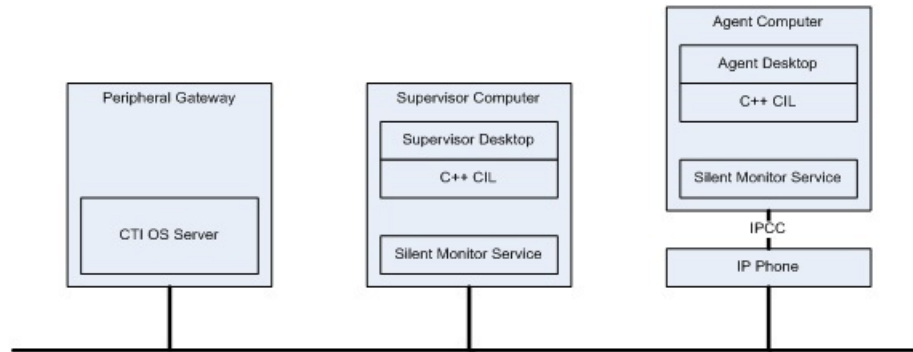 Peripheral Gateway
CTI OS Server
Supervisor Computer
Supervisor Desktop
C++ CIL
Silent Monitor Service
Agent Computer
Agent Desktop
C++ CIL
Silent Monitor Service
IPCC
IP Phone